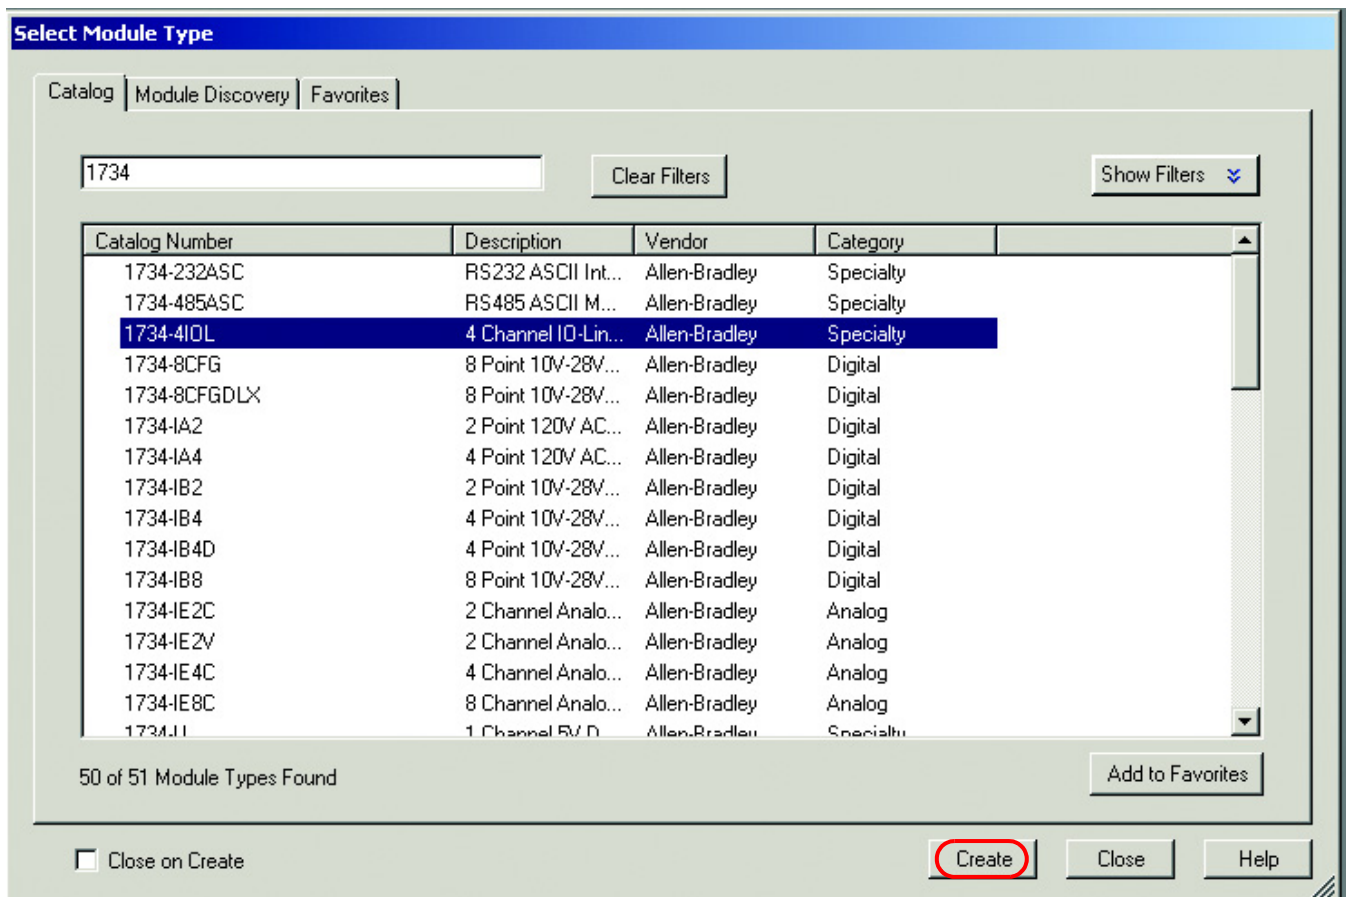 Select Module Type
Catalog Module Discovery Favorites
1734 Clear Filters Show Filters
Catalog Number Description Vendor Category
1734-232ASC RS232 ASCII Int... Allen-Bradley Specialty
1734-485ASC RS485 ASCII M... Allen-Bradley Specialty
1734-4IOL 4 Channel IO-Lin... Allen-Bradley Specialty
1734-8CFG 8 Point 10V-28V... Allen-Bradley Digital
1734-8CFGDLX 8 Point 10V-28V... Allen-Bradley Digital
1734-IA2 2 Point 120V AC... Allen-Bradley Digital
1734-IA4 4 Point 120V AC... Allen-Bradley Digital
1734-IB2 2 Point 10V-28V... Allen-Bradley Digital
1734-IB4 4 Point 10V-28V... Allen-Bradley Digital
1734-IB4D 4 Point 10V-28V... Allen-Bradley Digital
1734-IB8 8 Point 10V-28V... Allen-Bradley Digital
1734-IE2C 2 Channel Analo... Allen-Bradley Analog
1734-IE2V 2 Channel Analo... Allen-Bradley Analog
1734-IE4C 4 Channel Analo... Allen-Bradley Analog
1734-IE8C 8 Channel Analo... Allen-Bradley Analog
1 Channel 5V D... Allen-Bradley Specialty
50 of 51 Module Types Found Add to Favorites
Close on Create Create Close Help